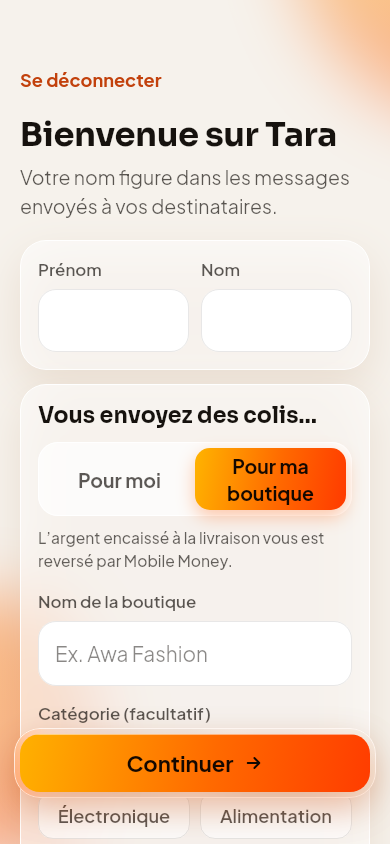 Se déconnecter
Bienvenue sur Tara
Votre nom figure dans les messages
envoyés à vos destinataires.
Prénom
Nom
Vous envoyez des colis...
Pour moi
Pour ma
boutique
L’argent encaissé à la livraison vous est
reversé par Mobile Money.
Nom de la boutique
Ex. Awa Fashion
Catégorie (facultatif)
Continuer →
Électronique
Alimentation